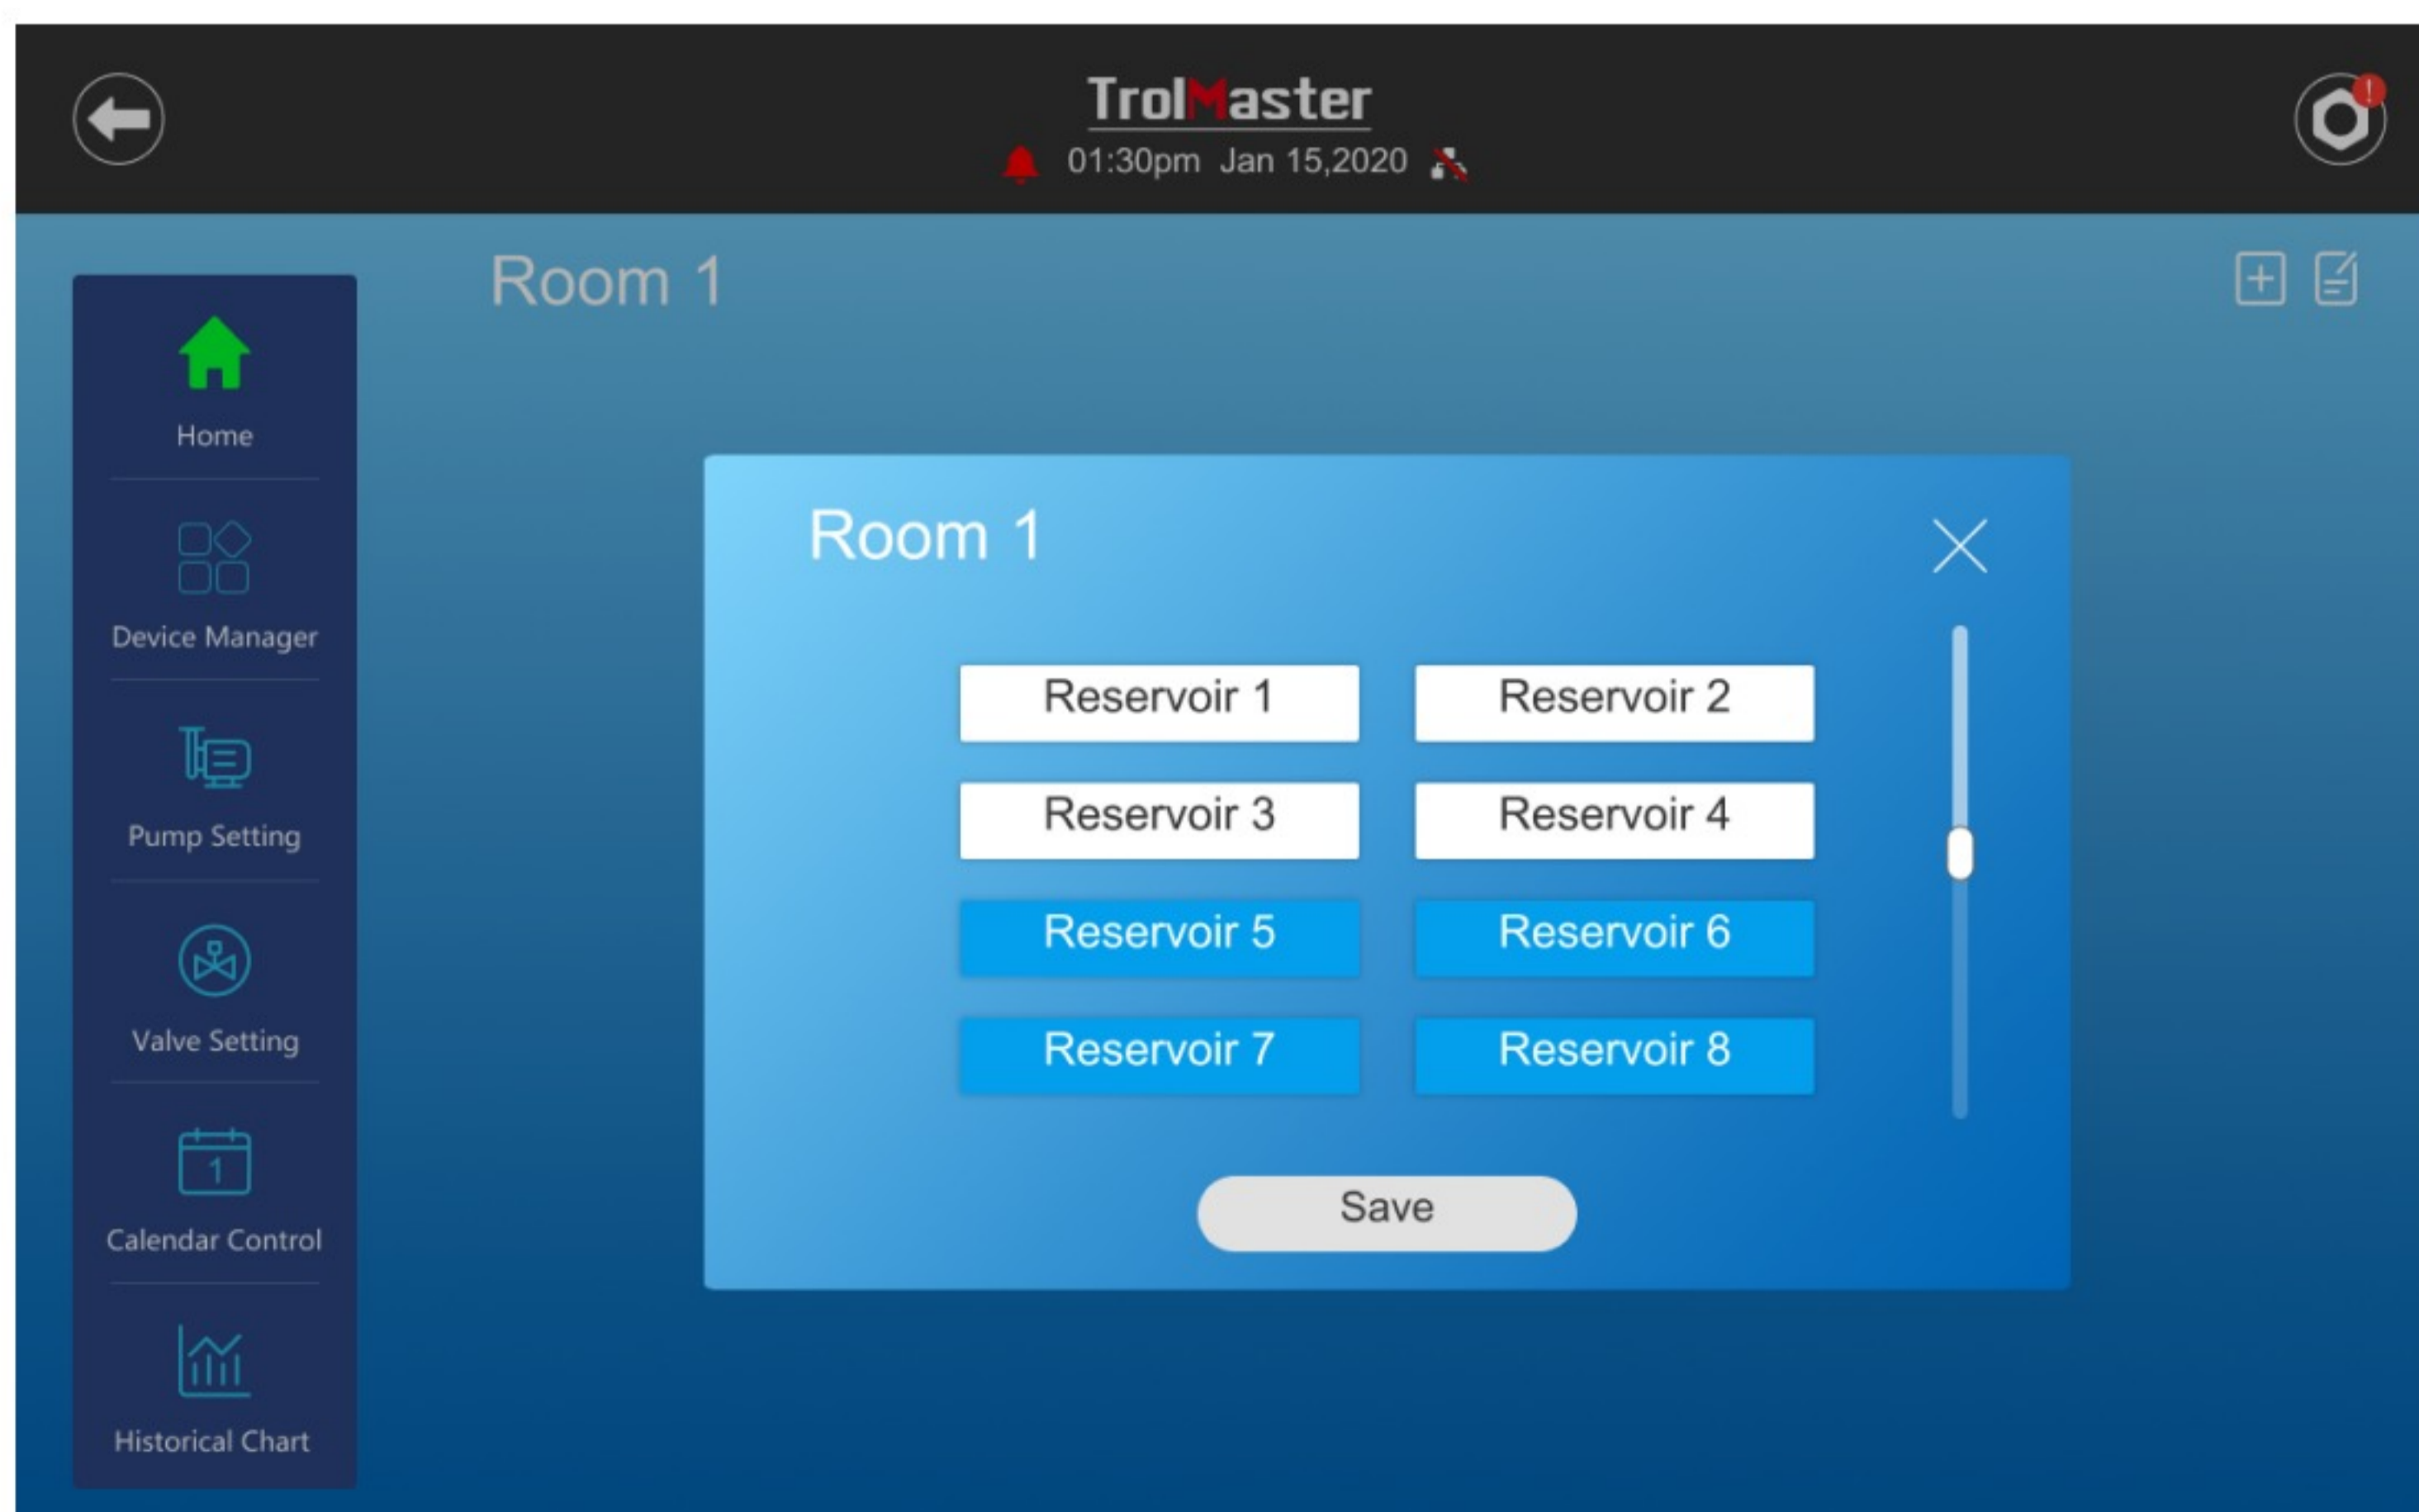 TrolMaster
01:30pm Jan 15,2020
Room 1
Home
Device Manager
Pump Setting
Valve Setting
1
Calendar Control
Historical Chart
Room 1
Reservoir 1
Reservoir 2
Reservoir 3
Reservoir 4
Reservoir 5
Reservoir 6
Reservoir 7
Reservoir 8
Save